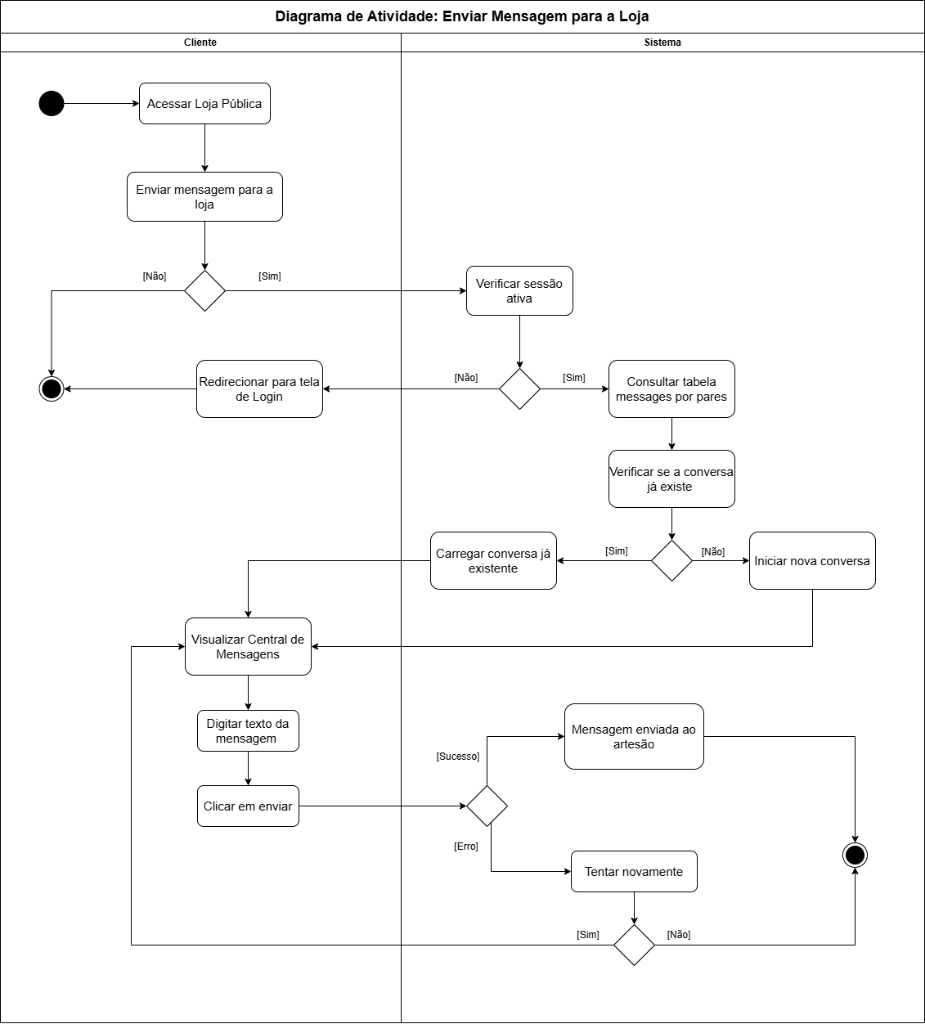 Diagrama de Atividade: Enviar Mensagem para a Loja
Cliente
Sistema
Acessar Loja Pública
Enviar mensagem para a
loja
[Não]
[Sim]
Verificar sessão
ativa
Redirecionar para tela
de Login
[Não]
[Sim]
Consultar tabela
messages por pares
Verificar se a conversa
já existe
Carregar conversa já
existente
[Sim]
[Não]
Iniciar nova conversa
Visualizar Central de
Mensagens
Digitar texto da
mensagem
Clicar em enviar
[Sucesso]
Mensagem enviada ao
artesão
[Erro]
Tentar novamente
[Sim]
[Não]